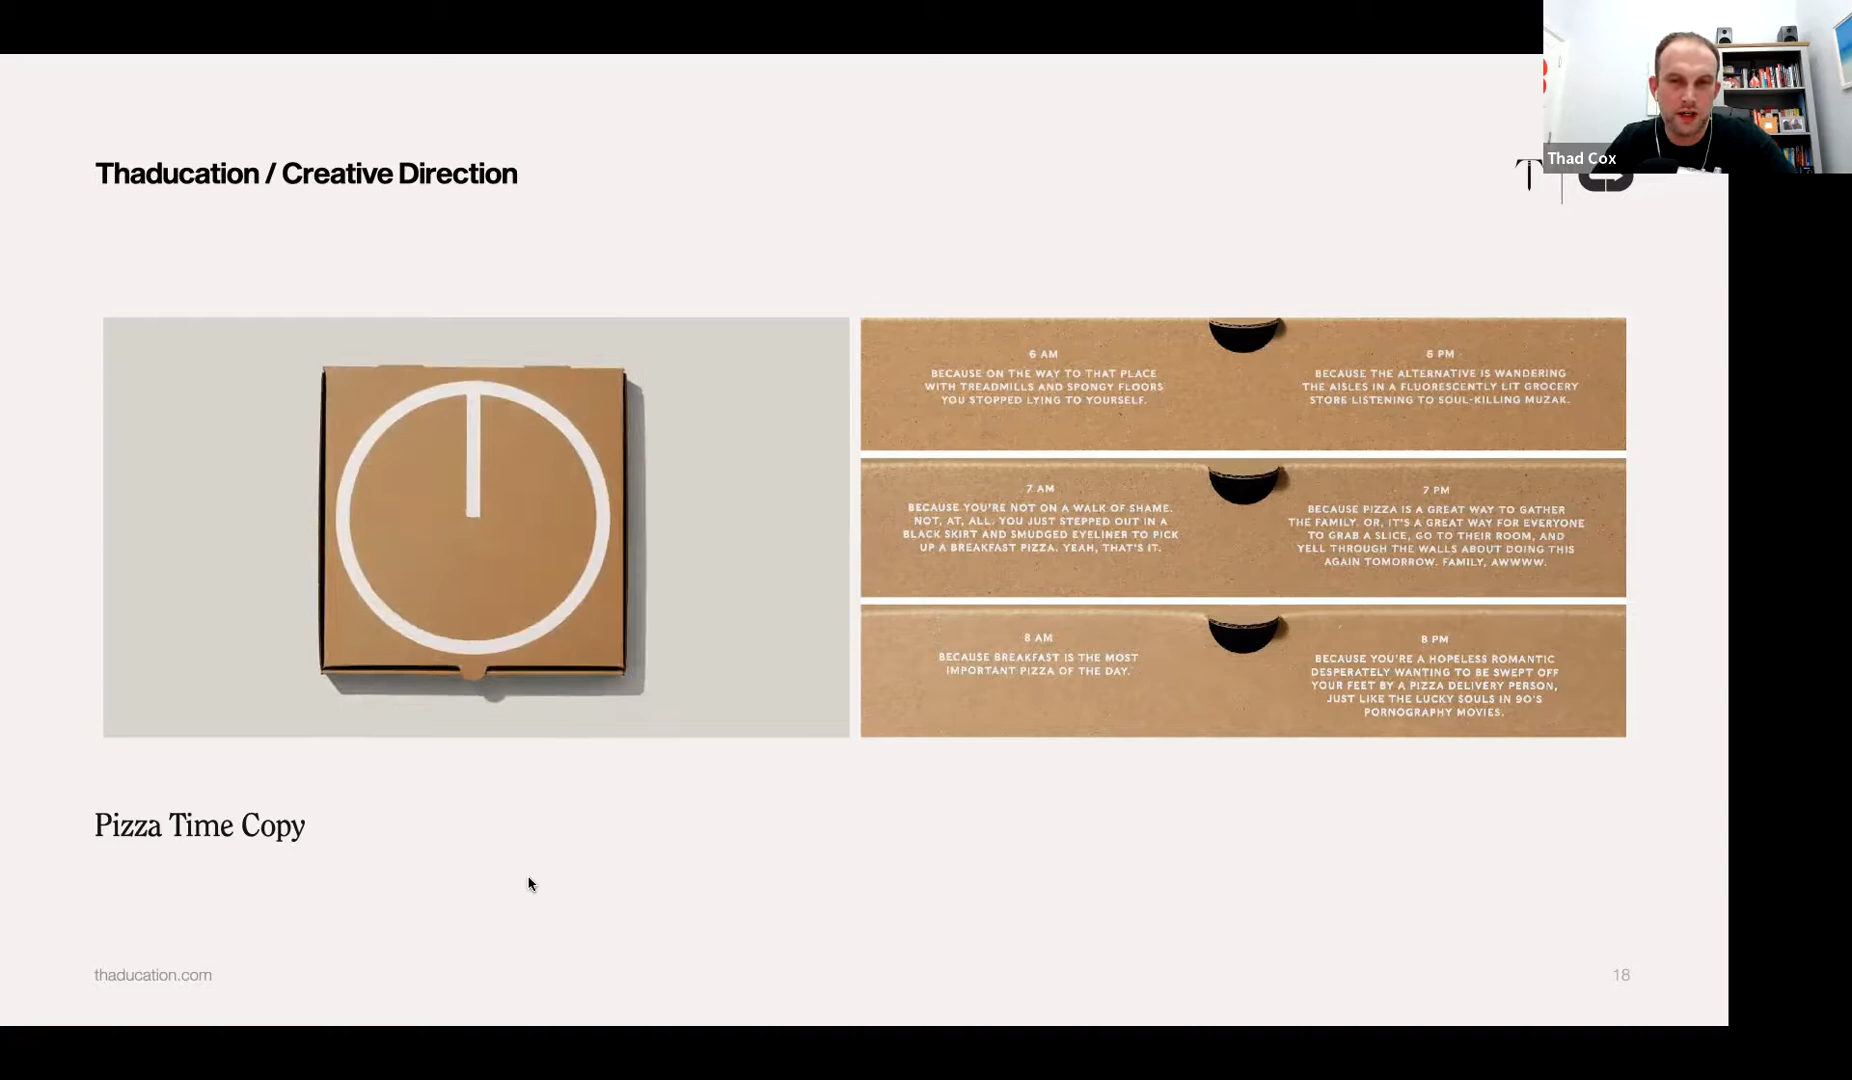 Thad Cox
Thaducation / Creative Direction
T
6 AM
BECAUSE ON THE WAY TO THAT PLACE
WITH TREADMILLS AND SPONGY FLOORS
YOU STOPPED LYING TO YOURSELF.
6 PM
BECAUSE THE ALTERNATIVE IS WANDERING
THE AISLES IN A FLUORESCENTLY LIT GROCERY
STORE LISTENING TO SOUL-KILLING MUZAK.
7 AM
BECAUSE YOU'RE NOT ON A WALK OF SHAME.
NOT, AT, ALL. YOU JUST STEPPED OUT IN A
BLACK SKIRT AND SMUDGED EYELINER TO PICK
UP A BREAKFAST PIZZA. YEAH, THAT'S IT.
7 PM
BECAUSE PIZZA IS A GREAT WAY TO GATHER
THE FAMILY. OR, IT'S A GREAT WAY FOR EVERYONE
TO GRAB A SLICE, GO TO THEIR ROOM, AND
YELL THROUGH THE WALLS ABOUT DOING THIS
AGAIN TOMORROW. FAMILY, AWWWW.
8 AM
BECAUSE BREAKFAST IS THE MOST
IMPORTANT PIZZA OF THE DAY.
8 PM
BECAUSE YOU'RE A HOPELESS ROMANTIC
DESPERATELY WANTING TO BE SWEPT OFF
YOUR FEET BY A PIZZA DELIVERY PERSON,
JUST LIKE THE LUCKY SOULS IN 90'S
PORNOGRAPHY MOVIES.
Pizza Time Copy
thaducation.com
18